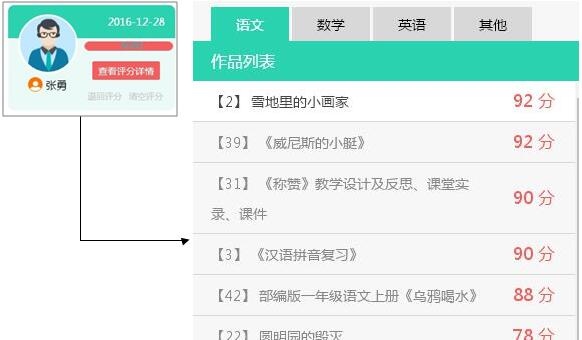 2016-12-28
查看评分详情
张勇
退回评分 清空评分
语文 数学 英语 其他
作品列表
【2】 雪地里的小画家 92 分
【39】 《威尼斯的小艇》 92 分
【31】 《称赞》教学设计及反思、课堂实
录、课件 90 分
【3】 《汉语拼音复习》 90 分
【42】 部编版一年级语文上册《乌鸦喝水》 88 分
【22】 圆明园的毁灭 78 分